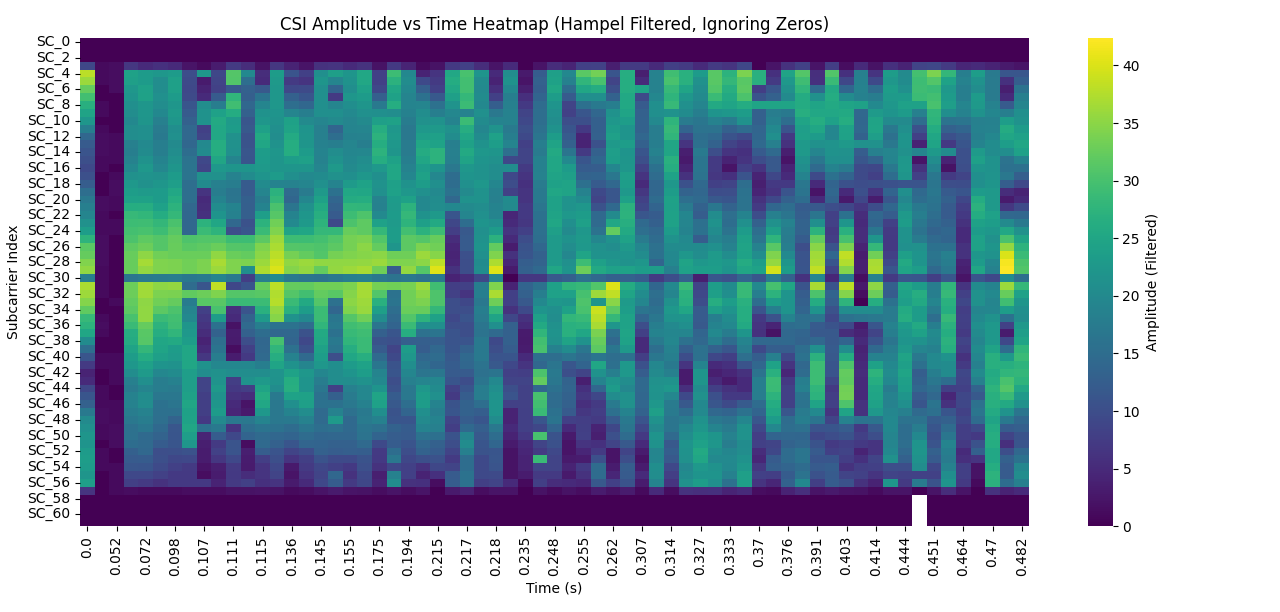 CSI Amplitude vs Time Heatmap (Hampel Filtered, Ignoring Zeros)
SC_0
SC_2
SC_4
SC_6
SC_8
SC_10
SC_12
SC_14
SC_16
SC_18
SC_20
SC_22
SC_24
SC_26
SC_28
SC_30
SC_32
SC_34
SC_36
SC_38
SC_40
SC_42
SC_44
SC_46
SC_48
SC_50
SC_52
SC_54
SC_56
SC_58
SC_60
Subcarrier Index
0.0
0.0052
0.0072
0.0098
0.107
0.111
0.113
0.136
0.145
0.155
0.175
0.194
0.215
0.217
0.218
0.235
0.248
0.255
0.262
0.307
0.314
0.327
0.333
0.37
0.376
0.391
0.403
0.414
0.444
0.451
0.464
0.47
0.482
Time (s)
40
35
30
25
20
15
10
5
0
Amplitude (Filtered)